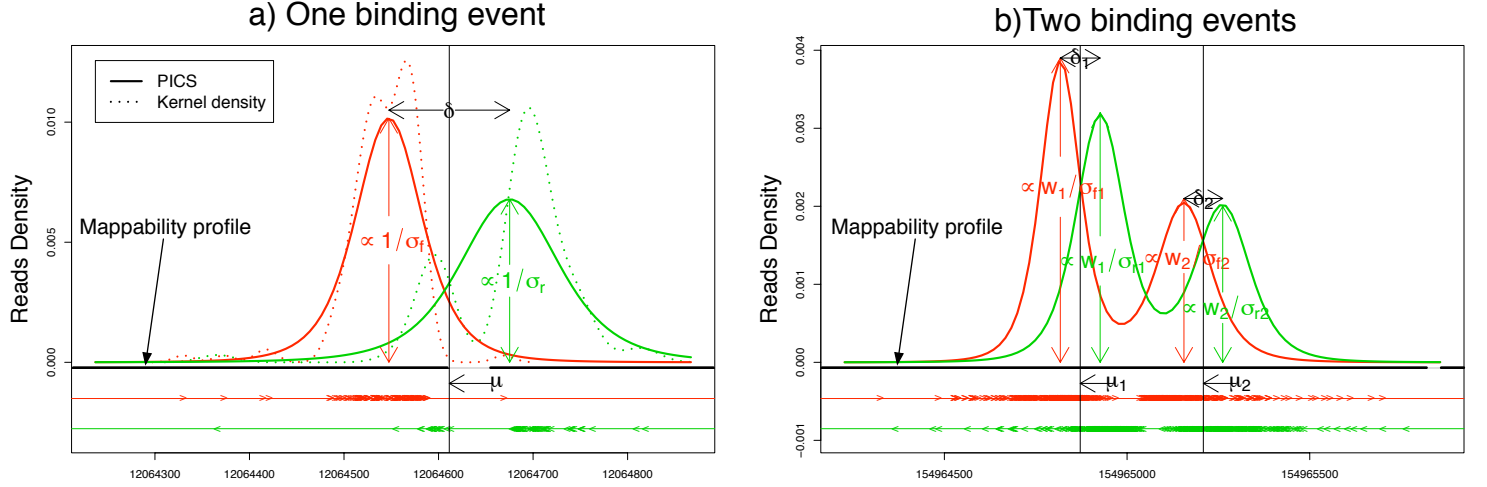 a) One binding event
PICS
Kernel density
δ
Mappability profile
∝ 1/σf
∝ 1/σr
μ
Reads Density
0.000
0.005
0.010
12064300
12064400
12064500
12064600
12064700
12064800
b)Two binding events
δ1
δ2
Mappability profile
∝ w1/σf1
∝ w1/σr1
∝ w2/σf2
∝ w2/σr2
μ1
μ2
Reads Density
−0.001
0.000
0.001
0.002
0.003
0.004
154964500
154965000
154965500